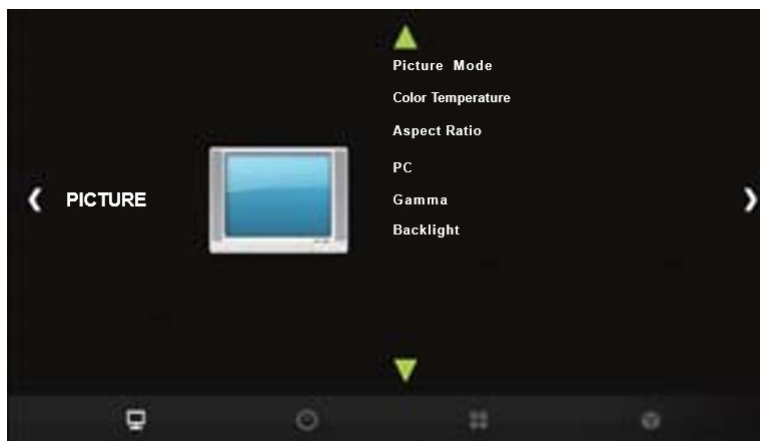 Picture Mode
Color Temperature
Aspect Ratio
PC
PICTURE
Gamma
Backlight